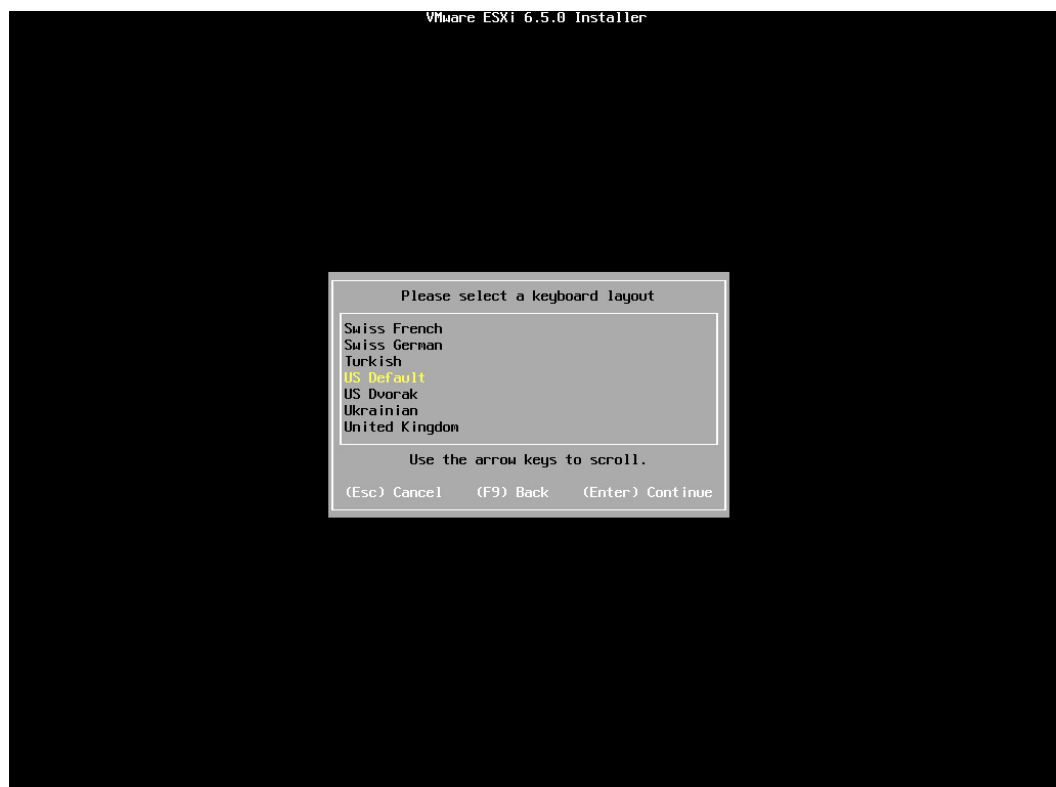 VMware ESXi 6.5.0 Installer
Please select a keyboard layout
Swiss French
Swiss German
Turkish
US Default
US Dvorak
Ukrainian
United Kingdom
Use the arrow keys to scroll.
(Esc) Cancel (F9) Back (Enter) Continue